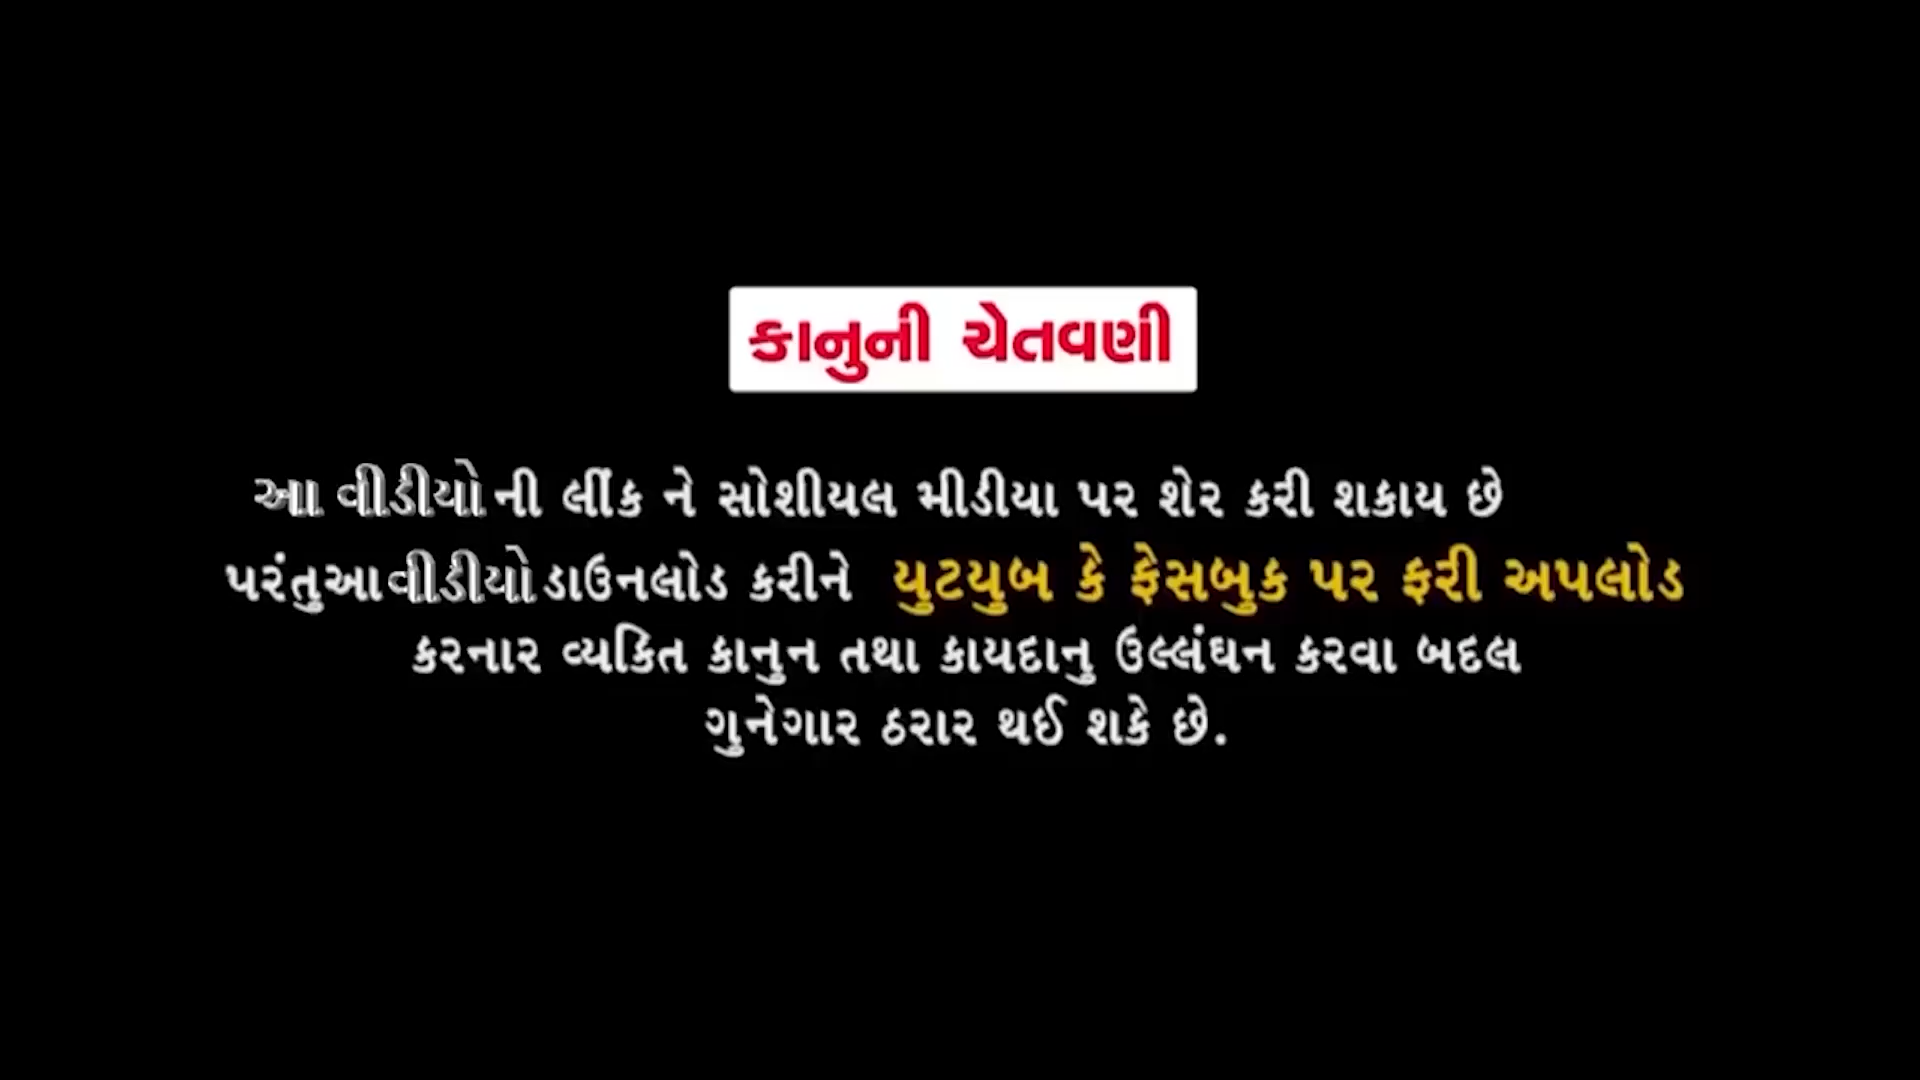 કાનુની ચેતવણી
આ વીડીયો ની લીંક ને સોશીયલ મીડીયા પર શેર કરી શકાય છે
પરંતુ આ વીડીયો ડાઉનલોડ કરીને યુટયુબ કે ફેસબુક પર ફરી અપલોડ
કરનાર વ્યકિત કાનુન તથા કાયદાનુ ઉલ્લંઘન કરવા બદલ
ગુનેગાર ઠરાર થઈ શકે છે.